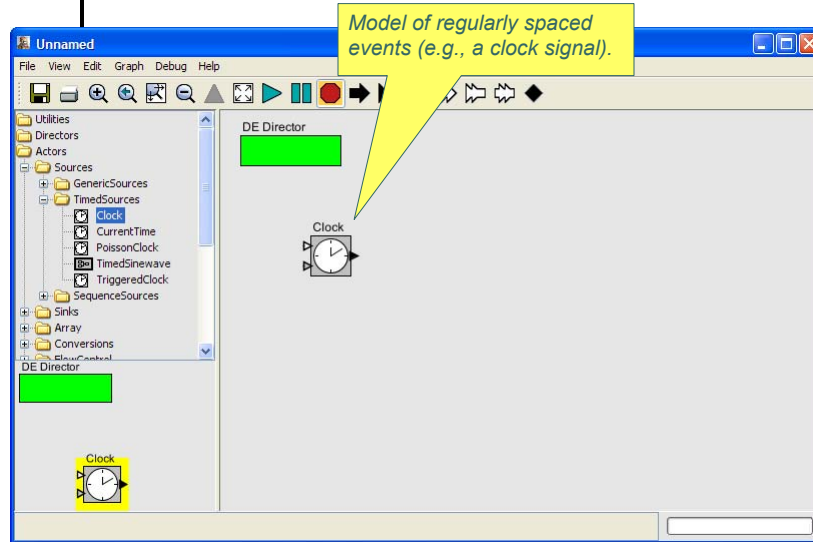 Model of regularly spaced
events (e.g., a clock signal).
Unnamed
File View Edit Graph Debug Help
Utilities
Directors
Actors
Sources
GenericSources
TimedSources
Clock
CurrentTime
PoissonClock
TimedSinewave
TriggeredClock
SequenceSources
Sinks
Array
Conversions
FlowControl
DE Director
Clock
DE Director
Clock